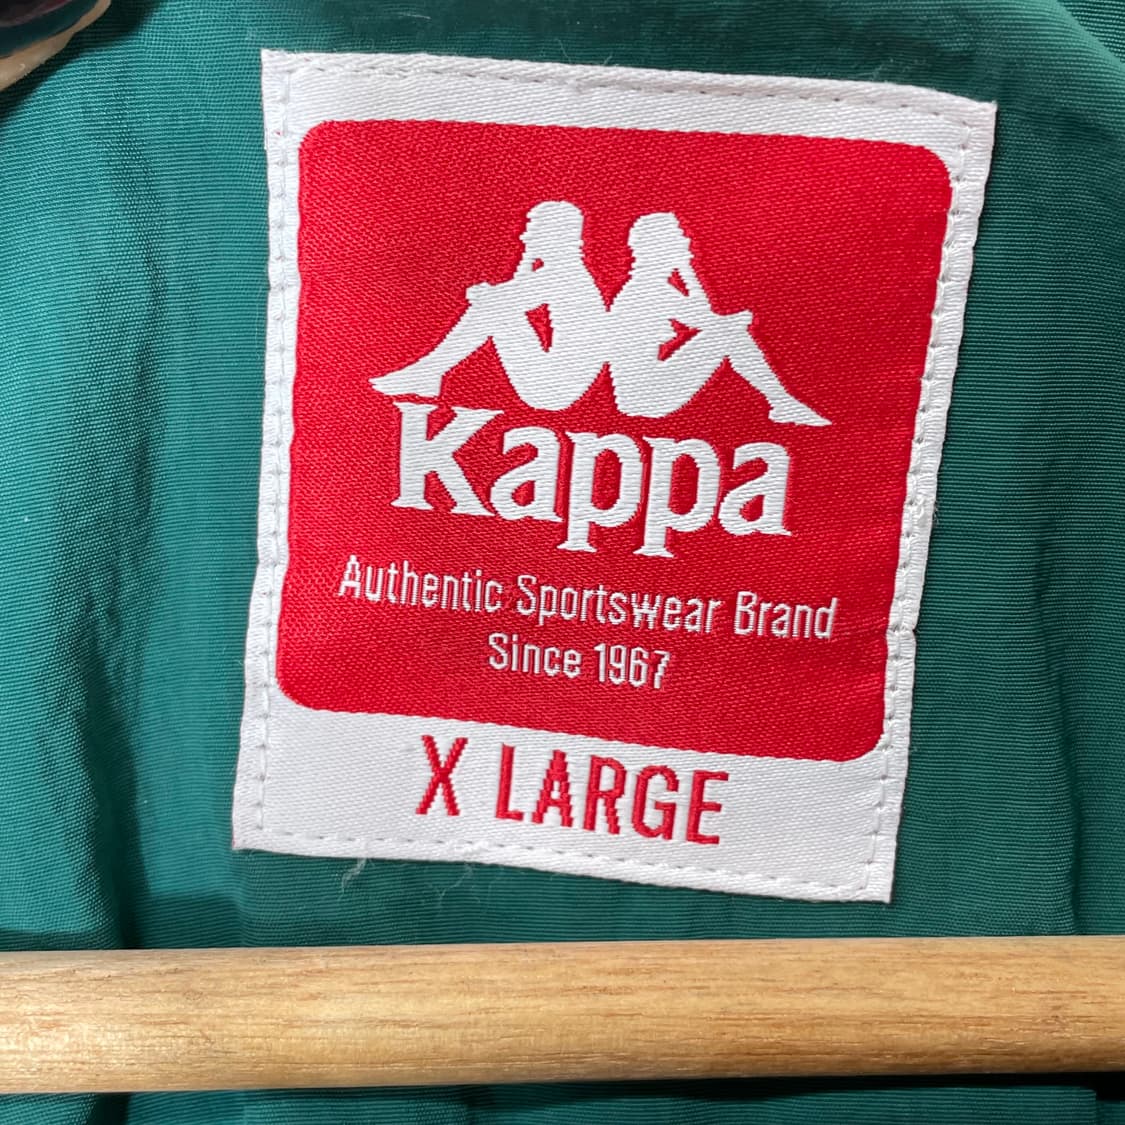 Kappa
Authentic Sportswear Brand
Since 1967
X LARGE